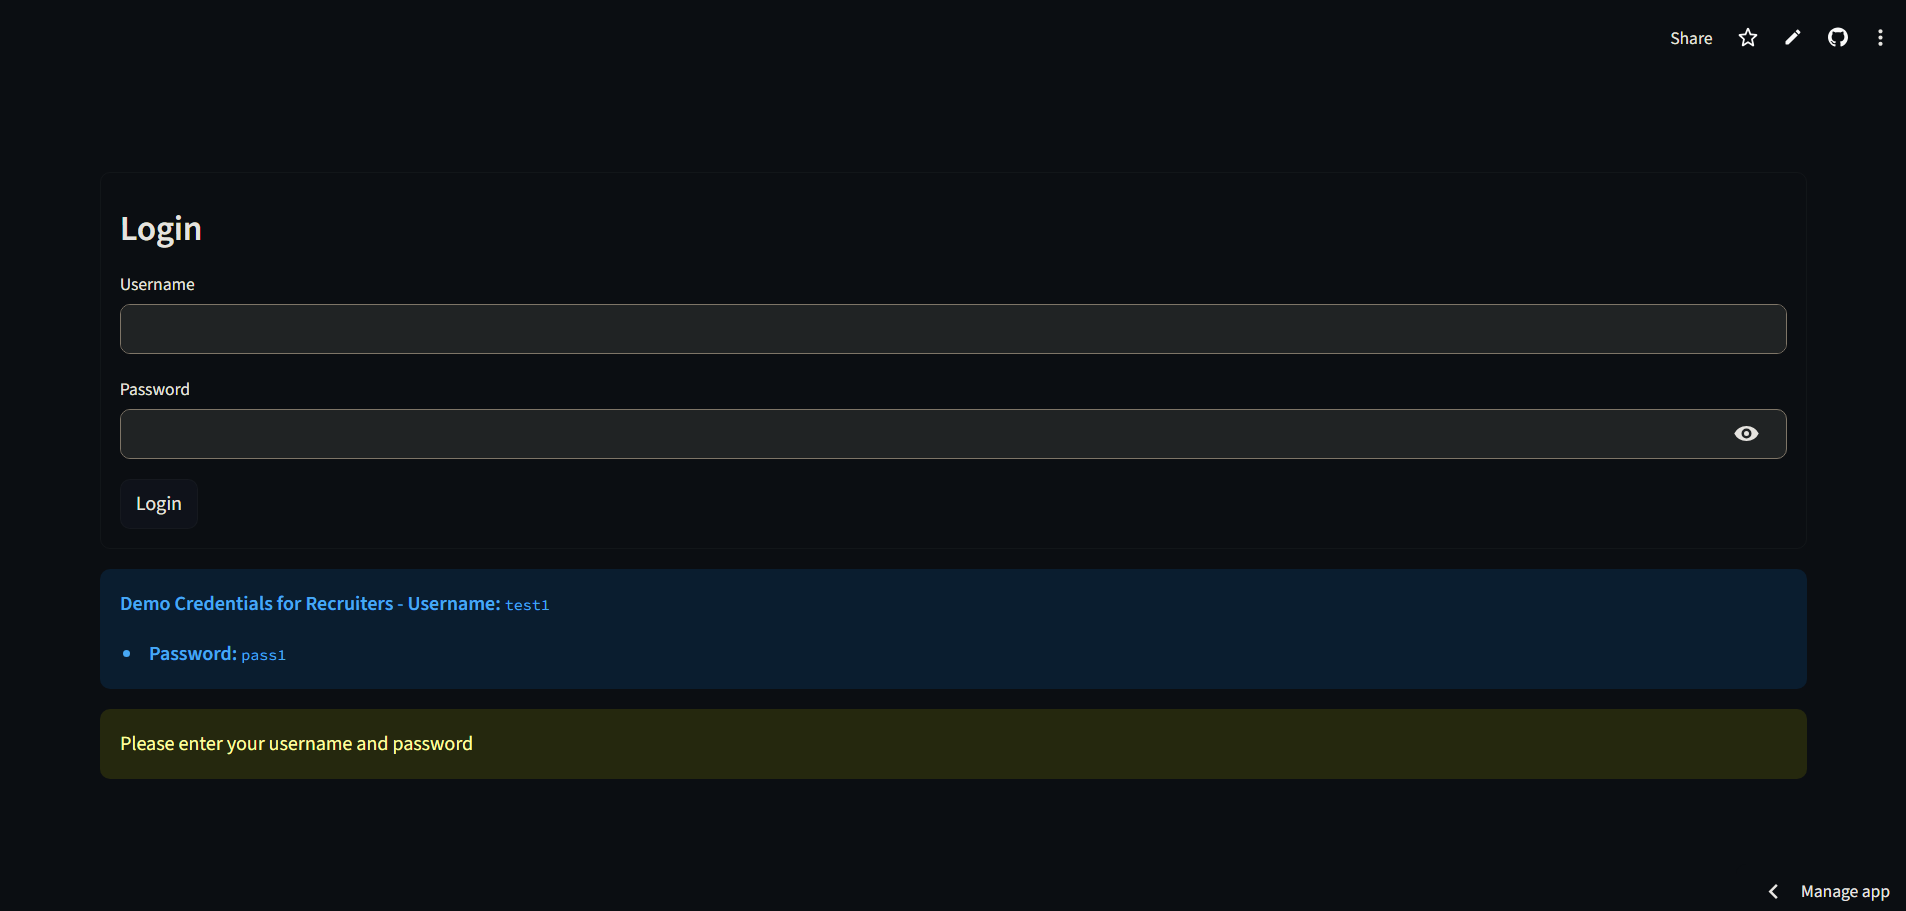 Share
Login
Username
Password
Login
Demo Credentials for Recruiters - Username: test1
• Password: pass1
Please enter your username and password
Manage app